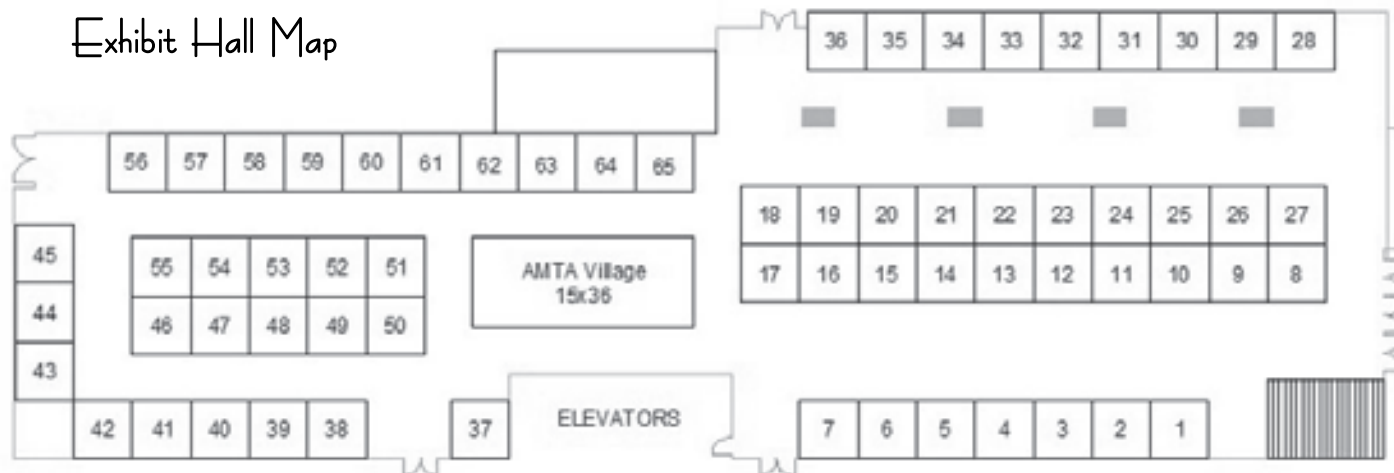 Exhibit Hall Map
36 35 34 33 32 31 30 29 28
56 57 58 59 60 61 62 63 64 65
18 19 20 21 22 23 24 25 26 27
45
55 54 53 52 51
AMTA Village
15x36
17 16 15 14 13 12 11 10 9 8
44
46 47 48 49 50
43
42 41 40 39 38
37
ELEVATORS
7 6 5 4 3 2 1